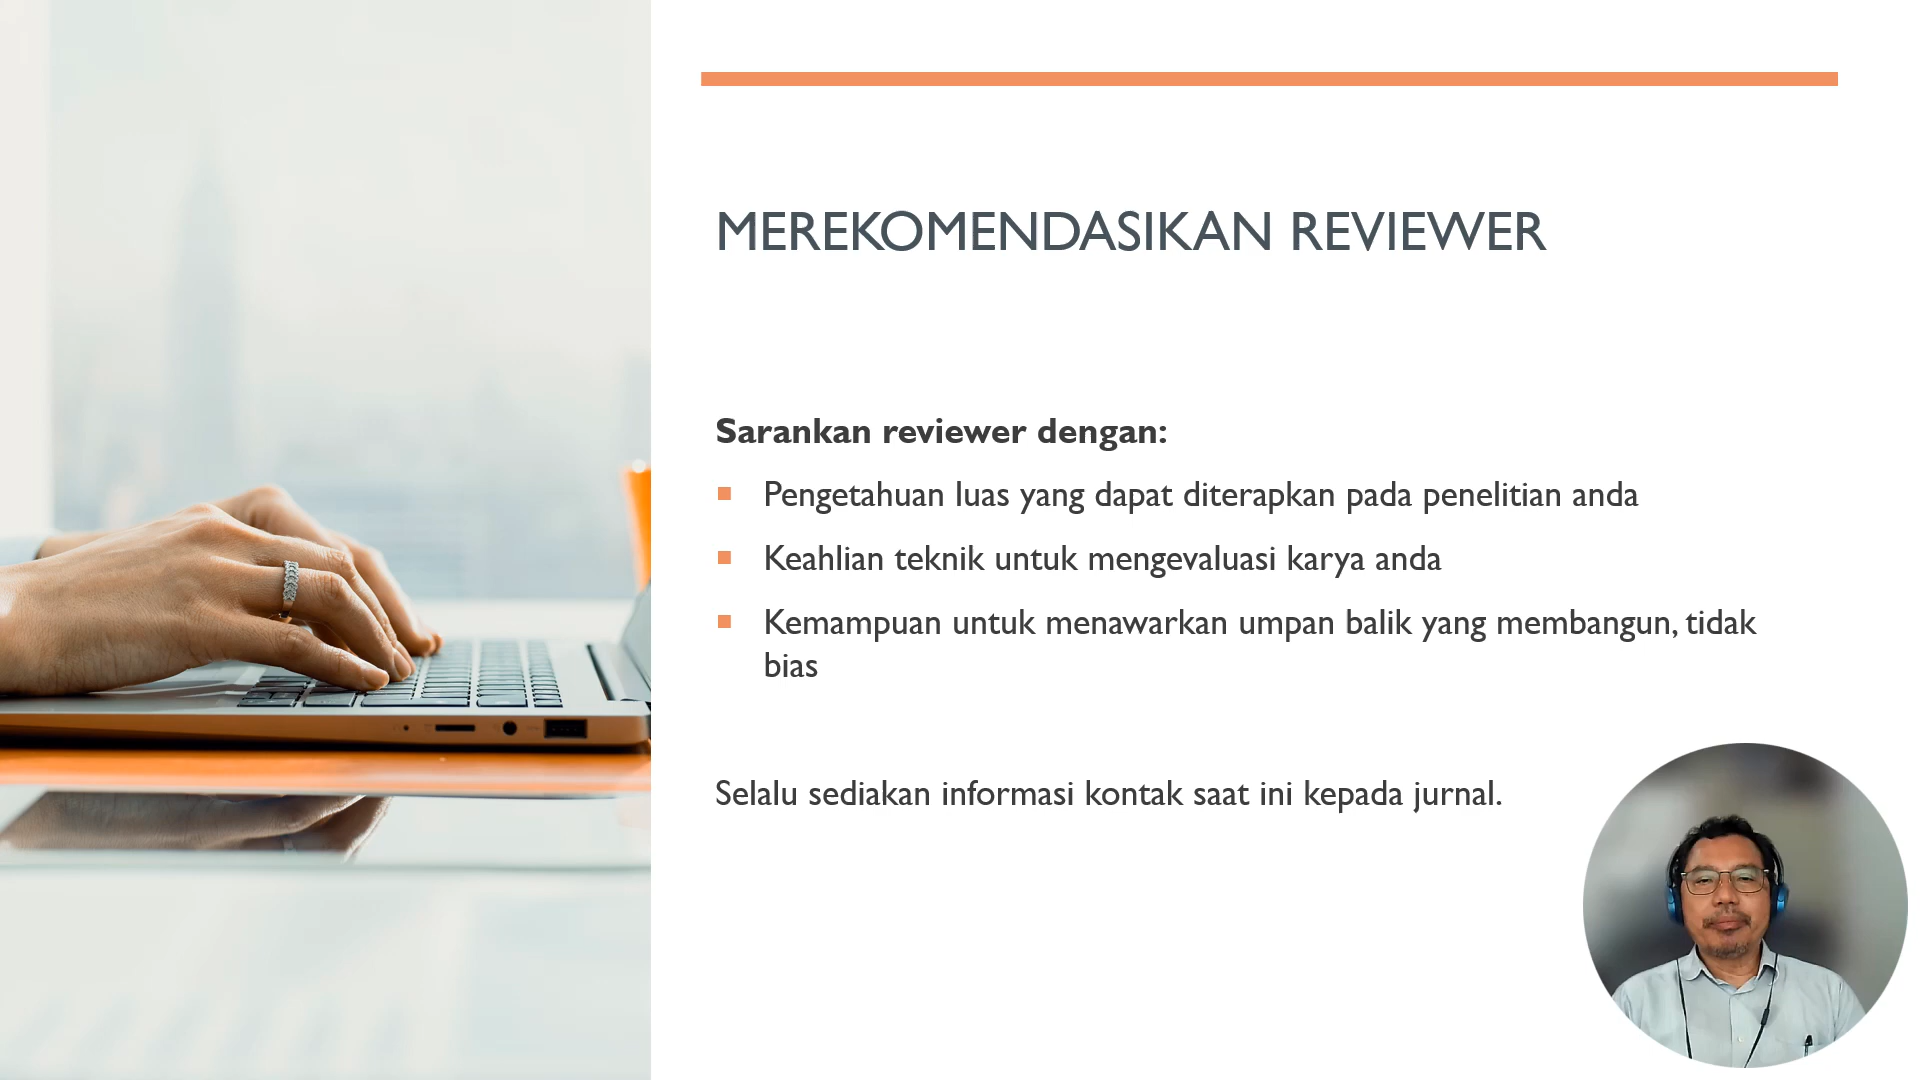 MEREKOMENDASIKAN REVIEWER
Sarankan reviewer dengan:
Pengetahuan luas yang dapat diterapkan pada penelitian anda
Keahlian teknik untuk mengevaluasi karya anda
Kemampuan untuk menawarkan umpan balik yang membangun, tidak
bias
Selalu sediakan informasi kontak saat ini kepada jurnal.